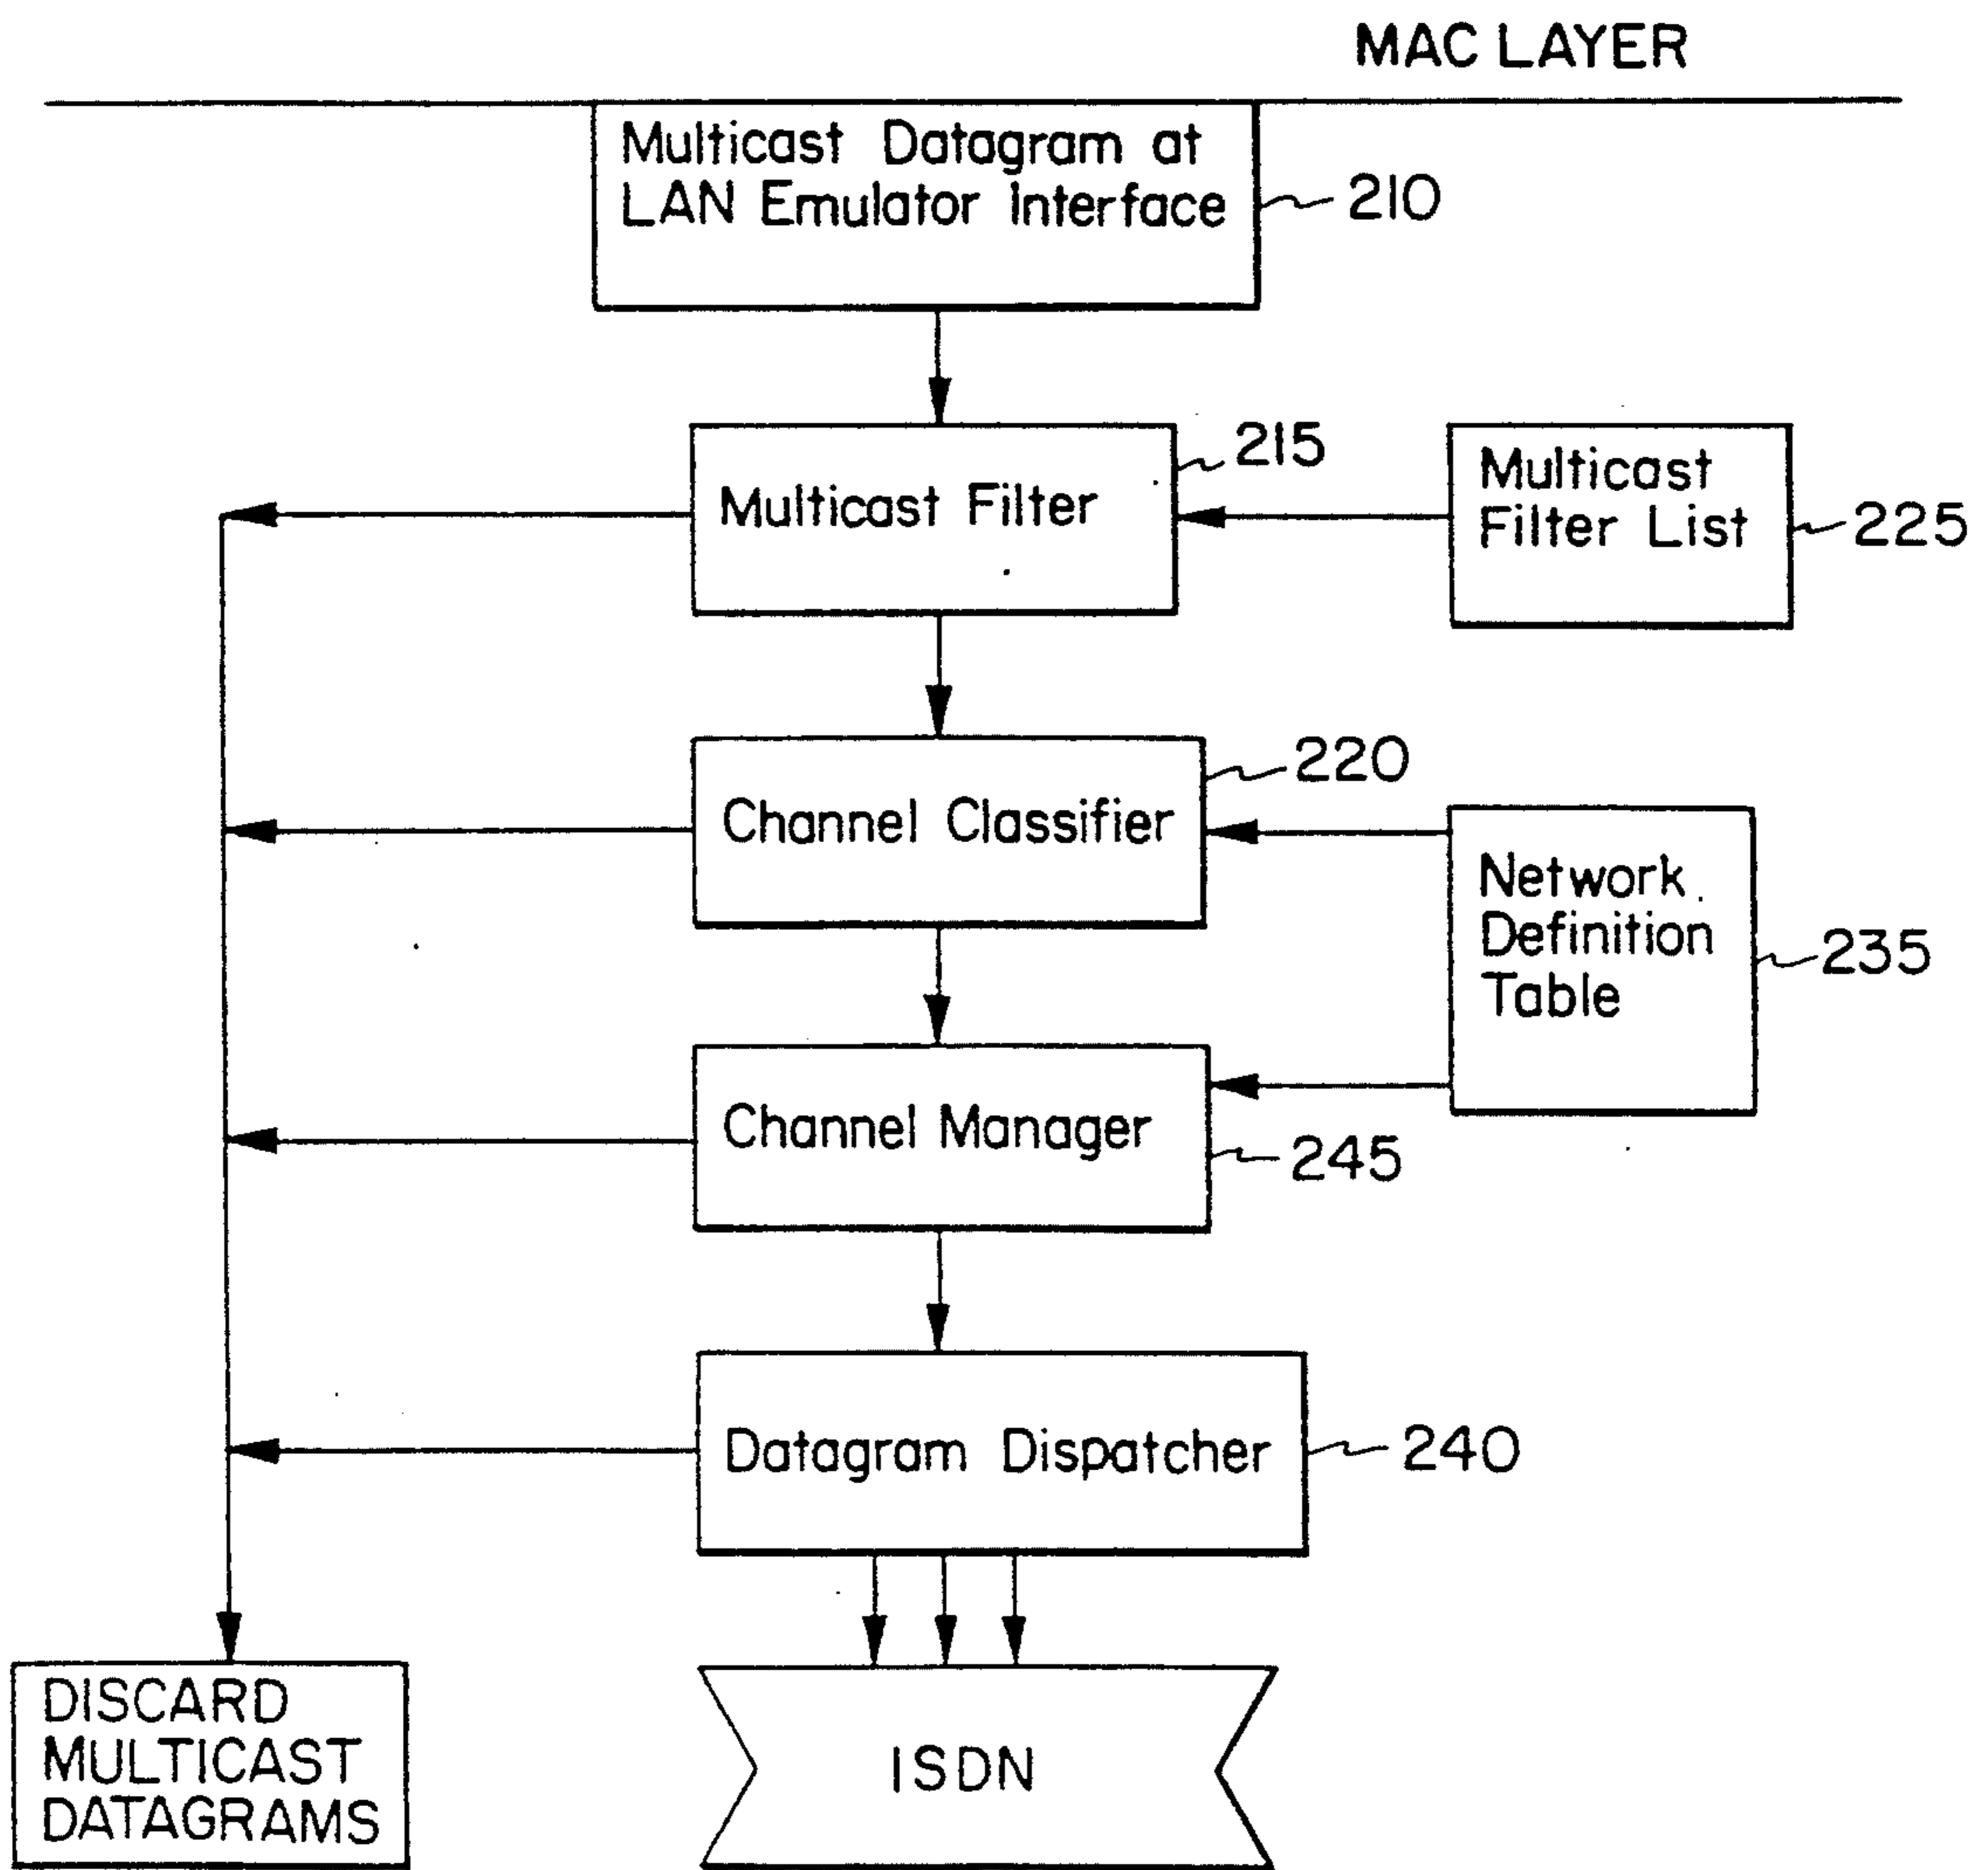 MAC LAYER
Multicast Datagram at
LAN Emulator Interface
210
215
Multicast Filter
Multicast
Filter List
225
220
Channel Classifier
Network
Definition
Table
235
Channel Manager
245
Datagram Dispatcher
240
DISCARD
MULTICAST
DATAGRAMS
ISDN